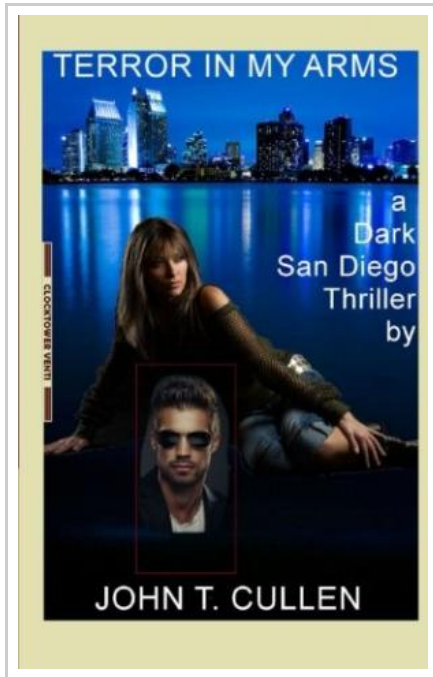 TERROR IN MY ARMS
a
Dark
San Diego
Thriller
by
CLOCKTOWER VENTI
JOHN T. CULLEN